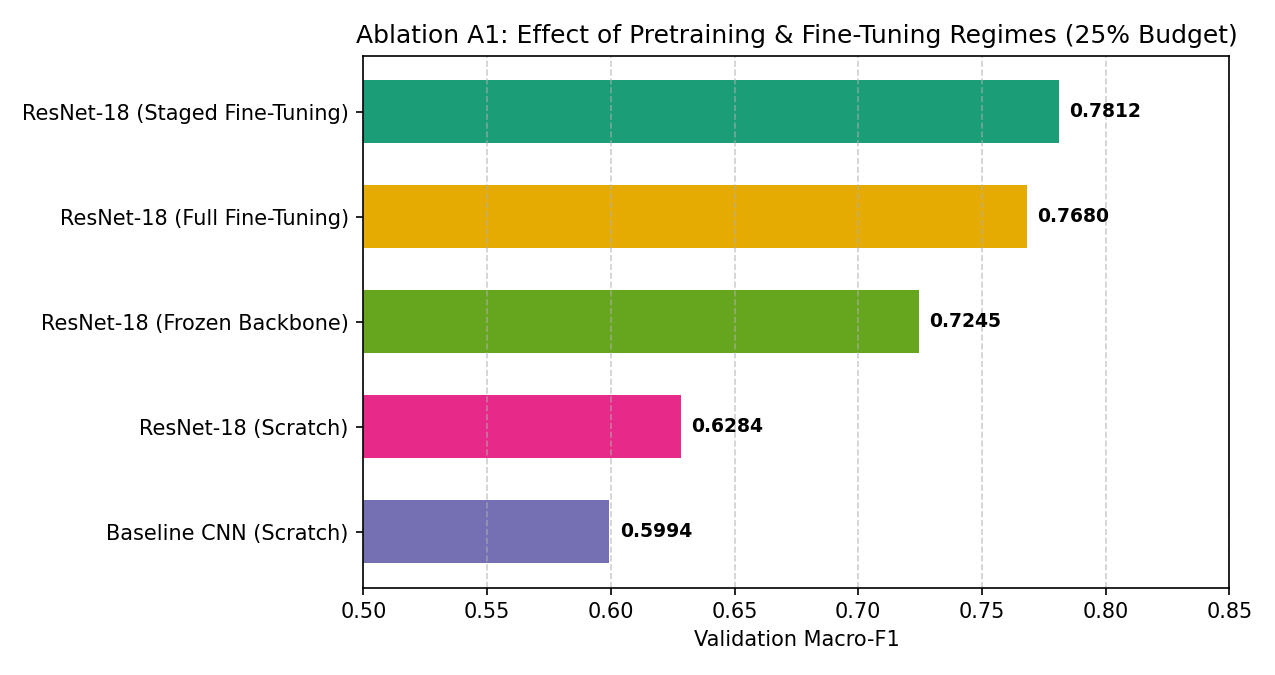 Ablation A1: Effect of Pretraining & Fine-Tuning Regimes (25% Budget)
ResNet-18 (Staged Fine-Tuning)
0.7812
ResNet-18 (Full Fine-Tuning)
0.7680
ResNet-18 (Frozen Backbone)
0.7245
ResNet-18 (Scratch)
0.6284
Baseline CNN (Scratch)
0.5994
0.50 0.55 0.60 0.65 0.70 0.75 0.80 0.85
Validation Macro-F1